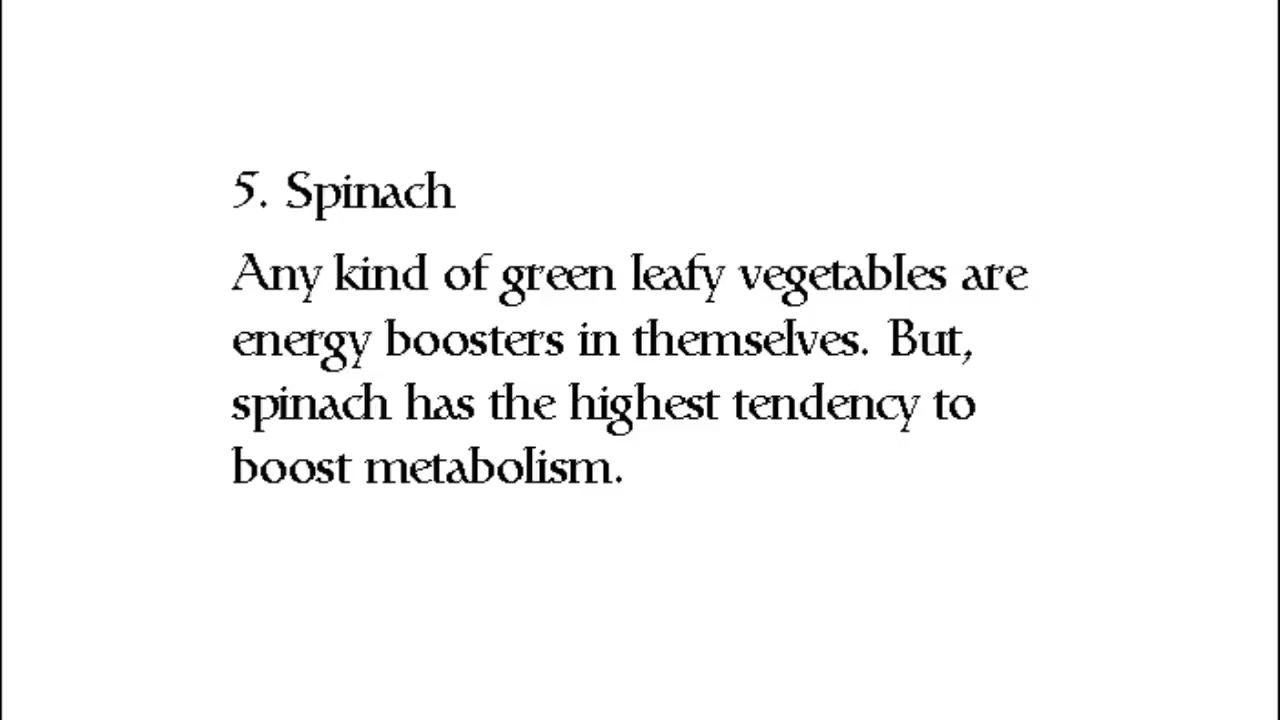 5. Spinach
Any kind of green leafy vegetables are
energy boosters in themselves. But,
spinach has the highest tendency to
boost metabolism.